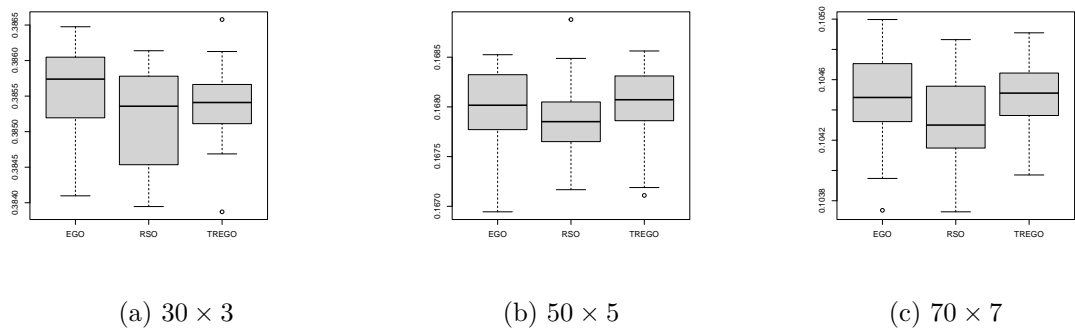 0.3865
0.3860
0.3855
0.3850
0.3845
0.3840
EGO
RSO
TREGO
(a) 30 × 3
0.1685
0.1680
0.1675
0.1670
EGO
RSO
TREGO
(b) 50 × 5
0.1050
0.1046
0.1042
0.1038
EGO
RSO
TREGO
(c) 70 × 7